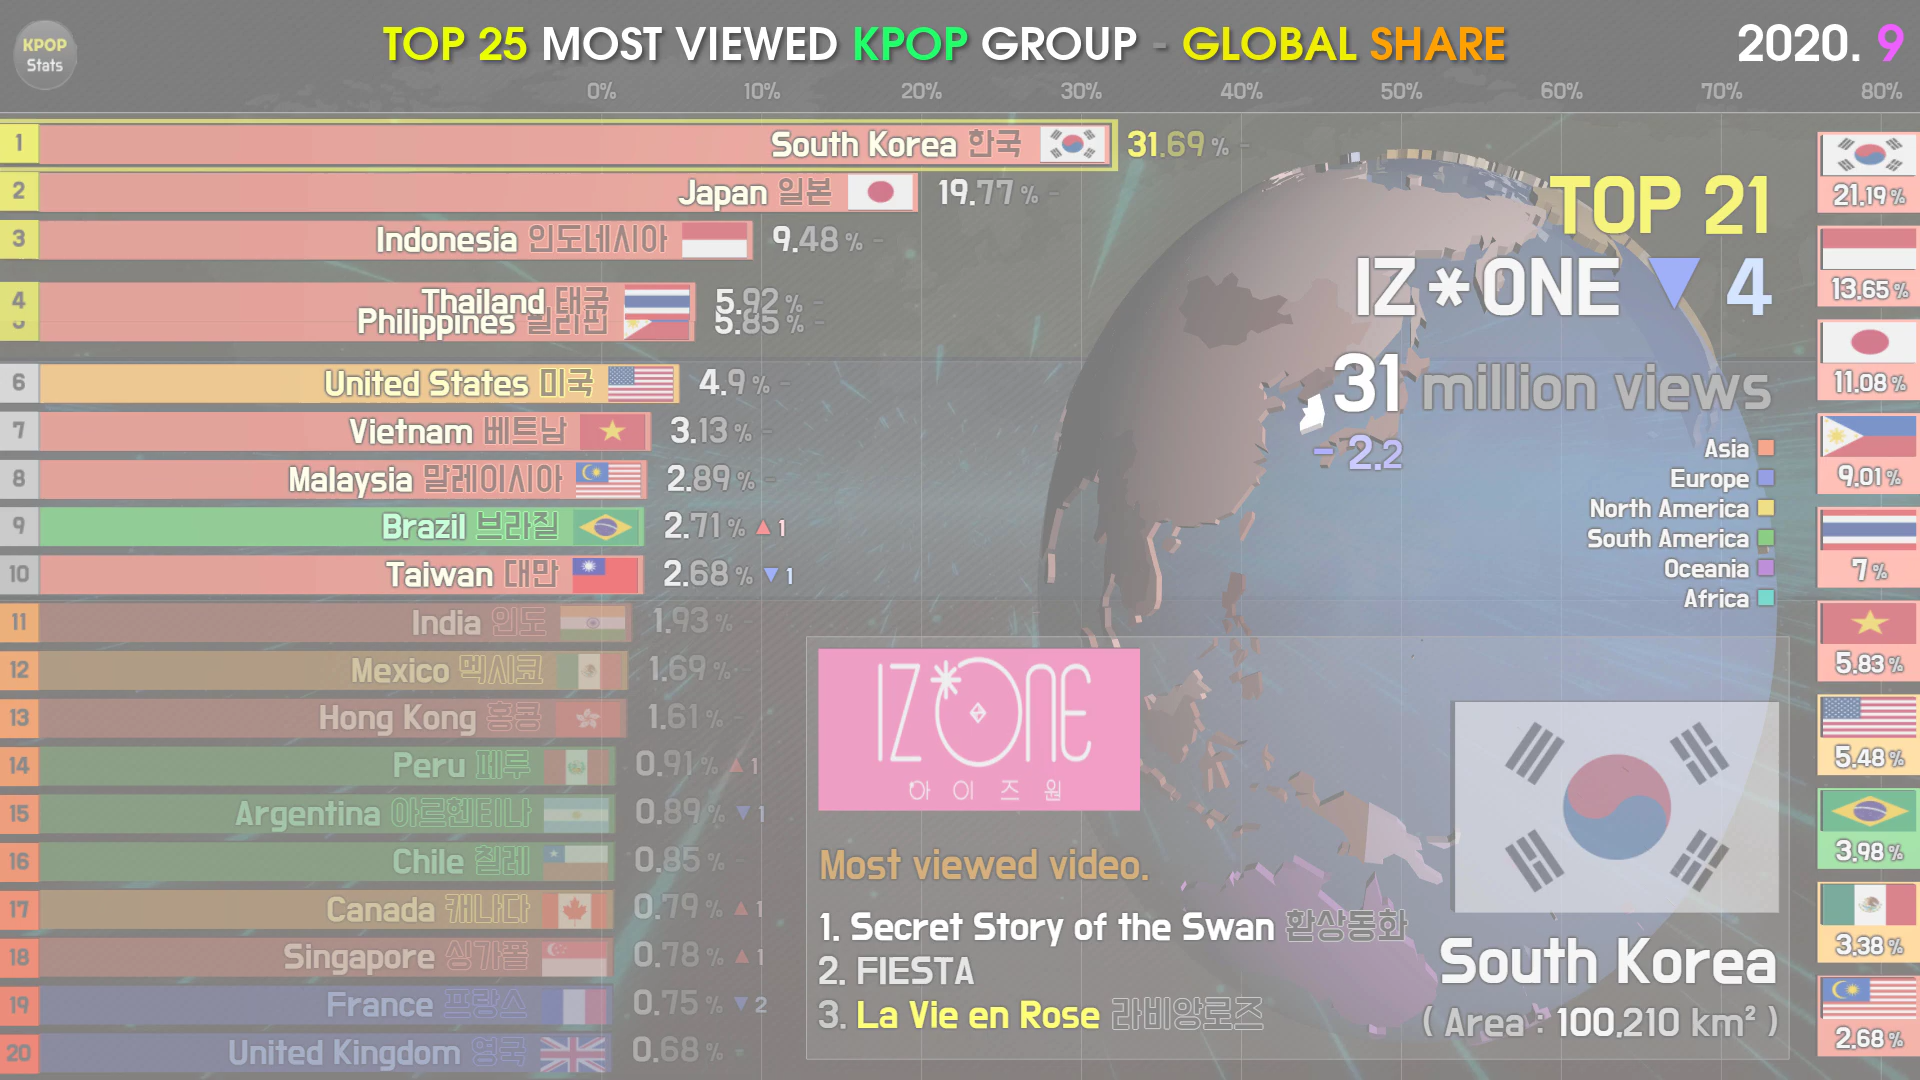 KPOP
Stats
TOP 25 MOST VIEWED KPOP GROUP - GLOBAL SHARE
2020. 9
0% 10% 20% 30% 40% 50% 60% 70% 80%
1 South Korea 한국 31.69 % -
2 Japan 일본 19.77 % -
3 Indonesia 인도네시아 9.48 % -
4 Thailand 태국 5.92 % -
Philippines 필리핀 5.85 % -
6 United States 미국 4.9 % -
7 Vietnam 베트남 3.13 % -
8 Malaysia 말레이시아 2.89 % -
9 Brazil 브라질 2.71 % ▲ 1
10 Taiwan 대만 2.68 % ▼ 1
11 India 인도 1.93 % -
12 Mexico 멕시코 1.69 % -
13 Hong Kong 홍콩 1.61 % -
14 Peru 페루 0.91 % ▲ 1
15 Argentina 아르헨티나 0.89 % ▼ 1
16 Chile 칠레 0.85 % -
17 Canada 캐나다 0.79 % ▲ 1
18 Singapore 싱가폴 0.78 % ▲ 1
19 France 프랑스 0.75 % ▼ 2
20 United Kingdom 영국 0.68 % -
TOP 21
IZ*ONE ▼ 4
31 million views
- 2.2
Asia
Europe
North America
South America
Oceania
Africa
IZ*ONE
아이즈원
Most viewed video.
1. Secret Story of the Swan 환상동화
2. FIESTA
3. La Vie en Rose 라비앙로즈
South Korea
( Area : 100,210 km² )
21.19 %
13.65 %
11.08 %
9.01 %
7 %
5.83 %
5.48 %
3.98 %
3.38 %
2.68 %